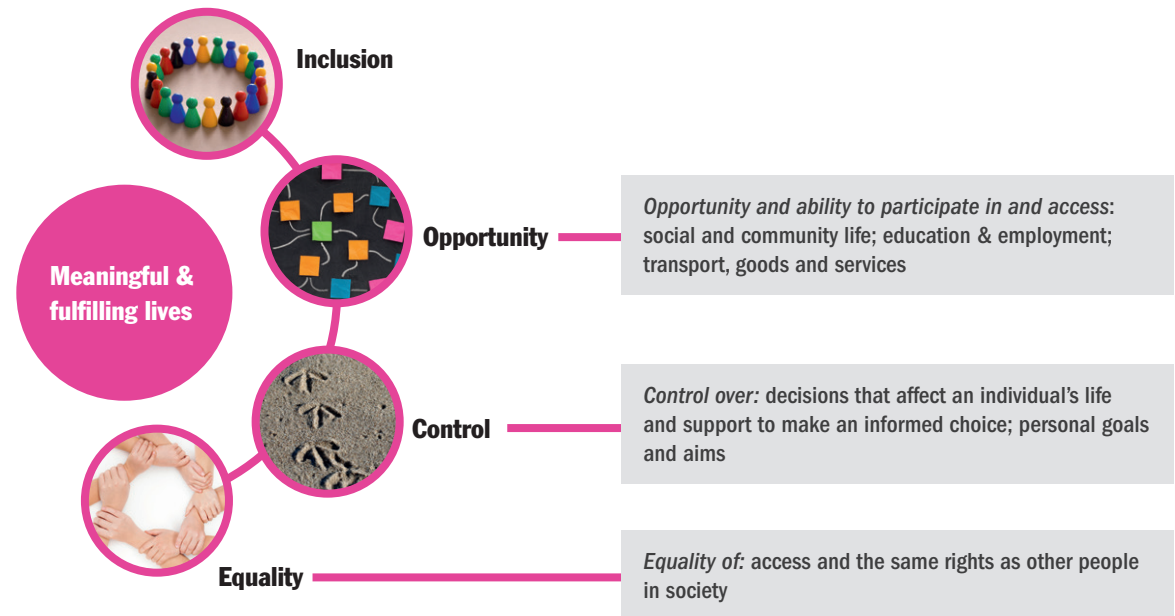 Inclusion
Meaningful &
fulfilling lives
Opportunity
Opportunity and ability to participate in and access:
social and community life; education & employment;
transport, goods and services
Control
Control over: decisions that affect an individual’s life
and support to make an informed choice; personal goals
and aims
Equality
Equality of: access and the same rights as other people
in society